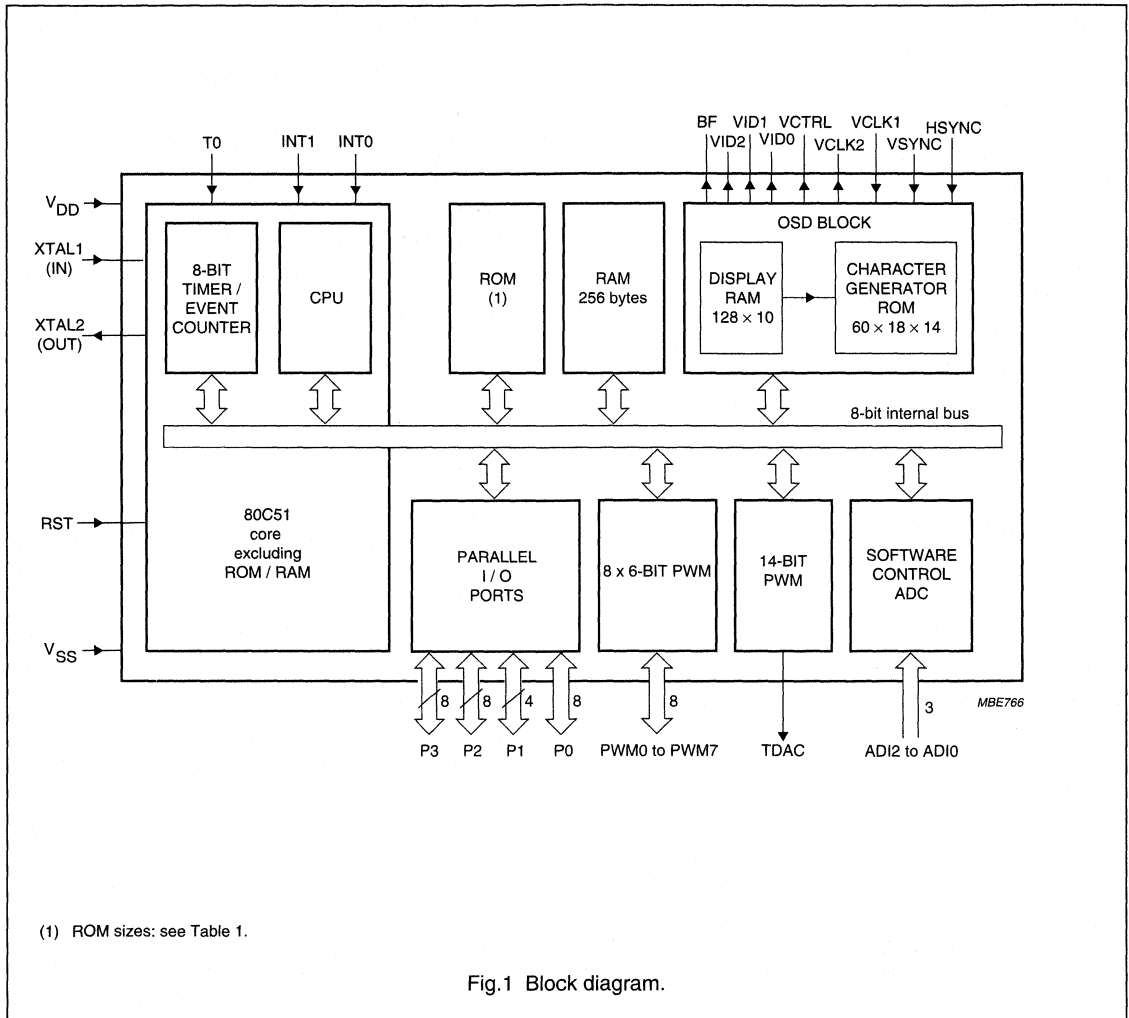 BF VID1 VCTRL VCLK1 HSYNC
VID2 VID0 VCLK2 VSYNC
T0 INT1 INT0
VDD
XTAL1
(IN)
XTAL2
(OUT)
RST
VSS
8-BIT
TIMER /
EVENT
COUNTER
CPU
ROM
(1)
RAM
256 bytes
OSD BLOCK
DISPLAY
RAM
128 × 10
CHARACTER
GENERATOR
ROM
60 × 18 × 14
8-bit internal bus
80C51
core
excluding
ROM / RAM
PARALLEL
I / O
PORTS
8 x 6-BIT PWM
14-BIT
PWM
SOFTWARE
CONTROL
ADC
8 8 4 8 8 3
MBE766
P3 P2 P1 P0 PWM0 to PWM7 TDAC ADI2 to ADI0
(1) ROM sizes: see Table 1.
Fig.1 Block diagram.